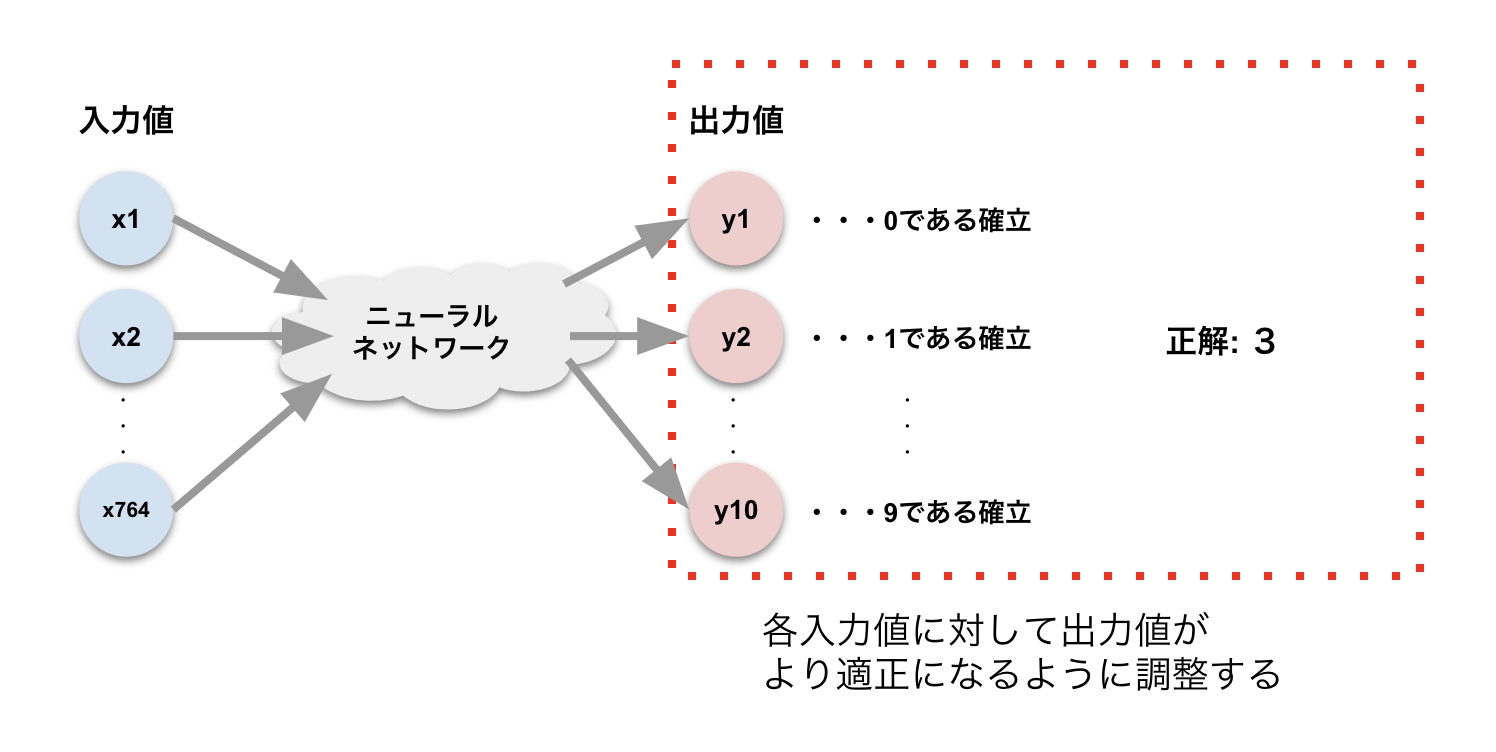 入力値
出力値
x1
y1
・・・0である確立
x2
ニューラル
ネットワーク
y2
・・・1である確立
正解: 3
x764
y10
・・・9である確立
各入力値に対して出力値が
より適正になるように調整する